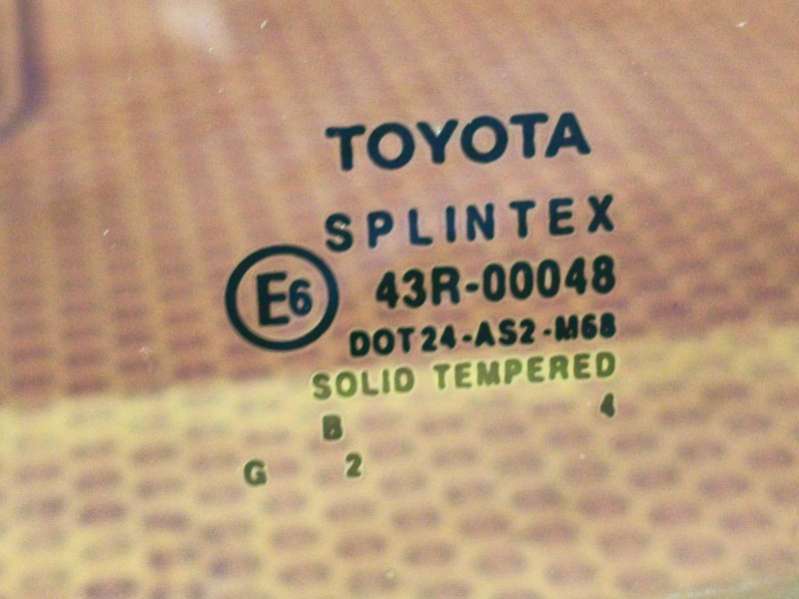 TOYOTA
SPLINTEX
E6 43R-00048
DOT24-AS2-M68
SOLID TEMPERED
B 4
G 2